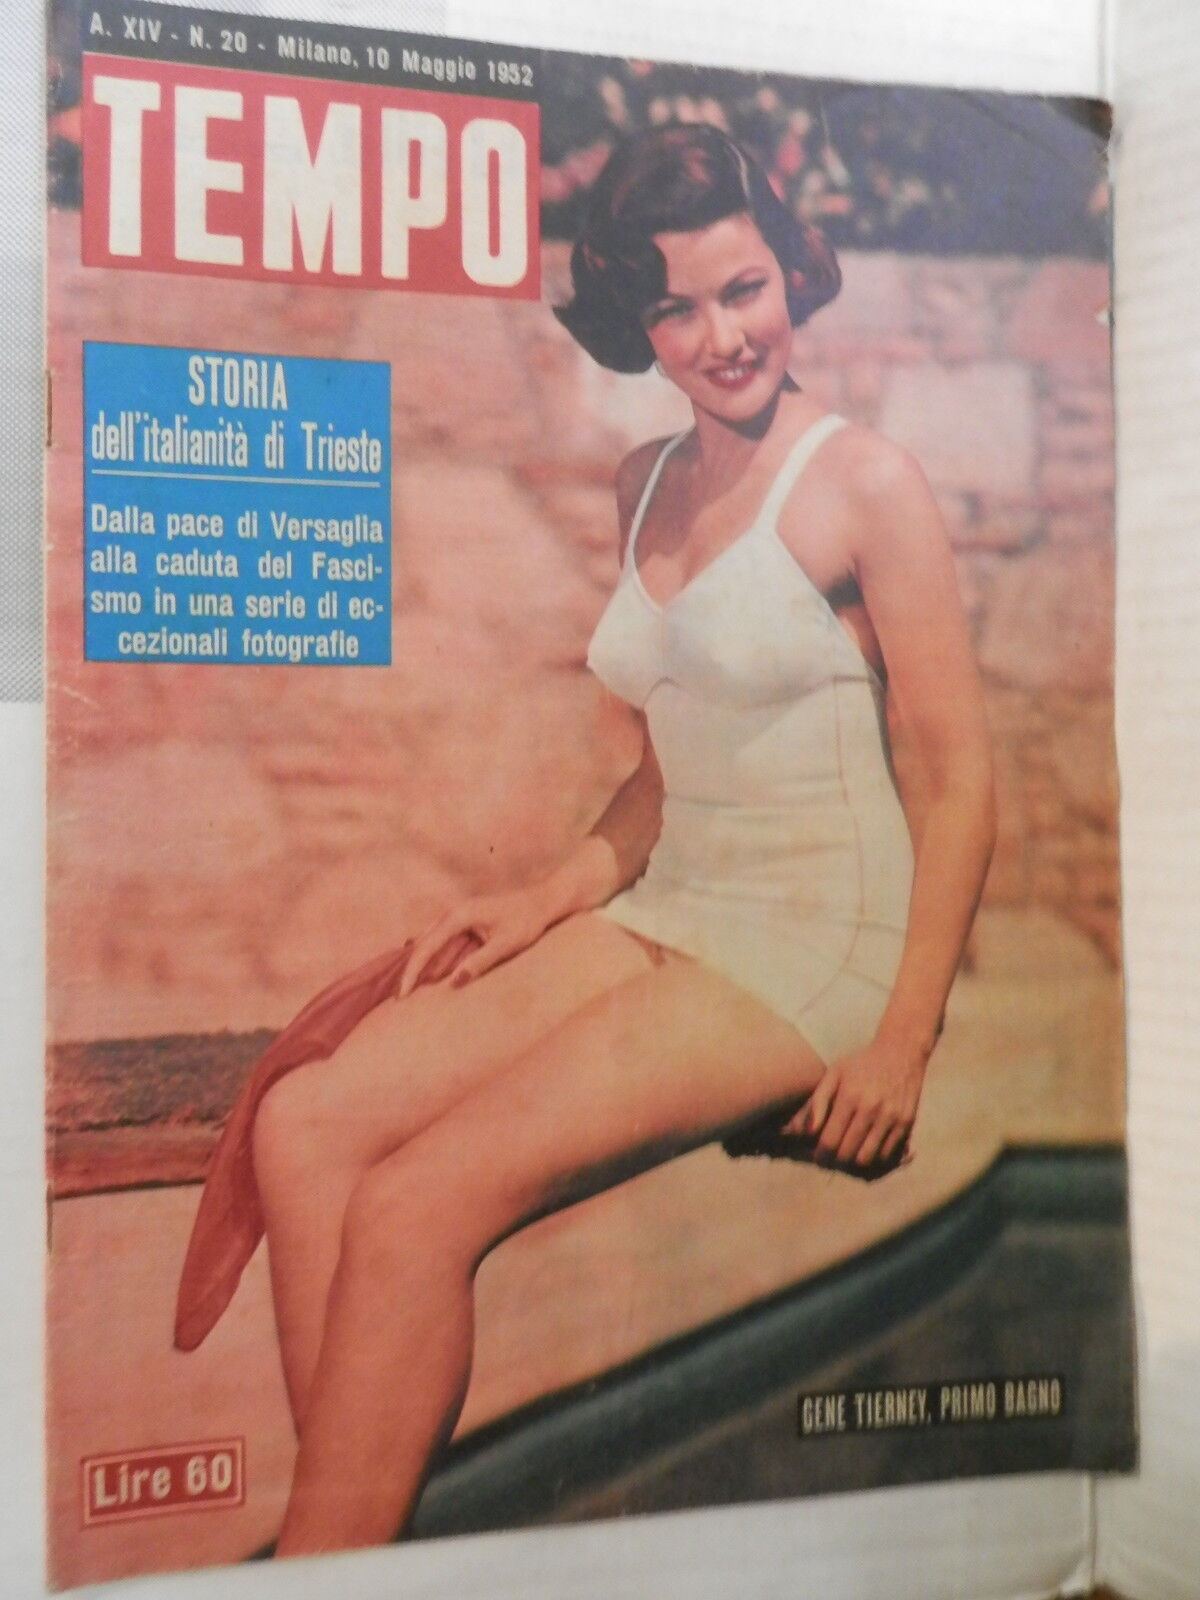 A. XIV - N. 20 - Milano, 10 Maggio 1952
TEMPO
STORIA
dell'italianità di Trieste
Dalla pace di Versaglia
alla caduta del Fasci-
smo in una serie di ec-
cezionali fotografie
GENE TIERNEY, PRIMO BAGNO
Lire 60